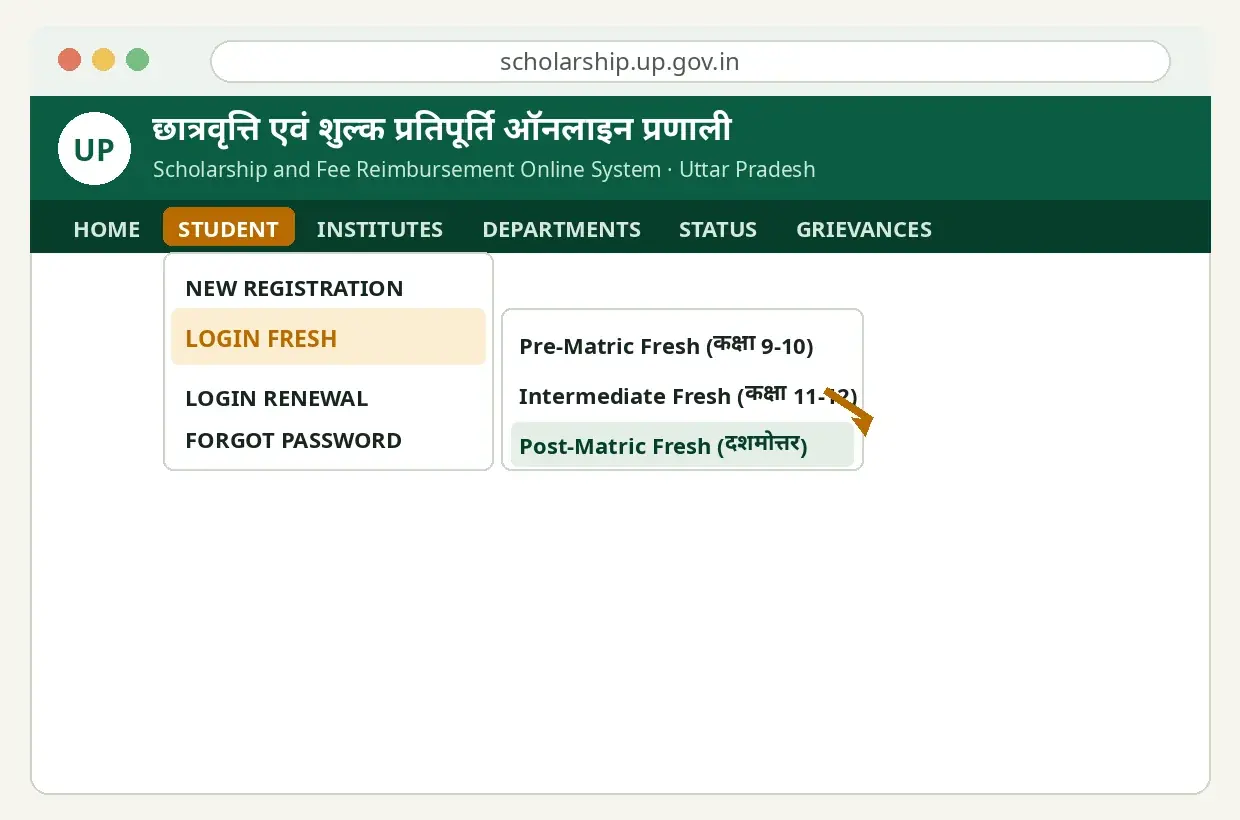 scholarship.up.gov.in
UP
छात्रवृत्ति एवं शुल्क प्रतिपूर्ति ऑनलाइन प्रणाली
Scholarship and Fee Reimbursement Online System · Uttar Pradesh
HOME STUDENT INSTITUTES DEPARTMENTS STATUS GRIEVANCES
NEW REGISTRATION
LOGIN FRESH
LOGIN RENEWAL
FORGOT PASSWORD
Pre-Matric Fresh (कक्षा 9-10)
Intermediate Fresh (कक्षा 11-12)
Post-Matric Fresh (दशमोत्तर)